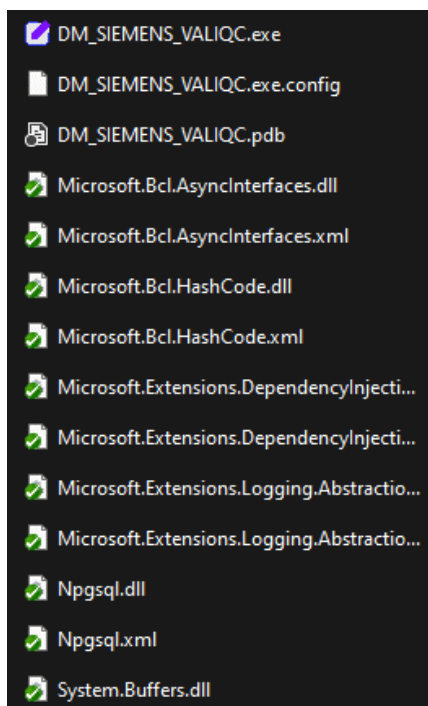 DM_SIEMENS_VALIQC.exe
DM_SIEMENS_VALIQC.exe.config
DM_SIEMENS_VALIQC.pdb
Microsoft.Bcl.AsyncInterfaces.dll
Microsoft.Bcl.AsyncInterfaces.xml
Microsoft.Bcl.HashCode.dll
Microsoft.Bcl.HashCode.xml
Microsoft.Extensions.DependencyInjecti...
Microsoft.Extensions.DependencyInjecti...
Microsoft.Extensions.Logging.Abstractio...
Microsoft.Extensions.Logging.Abstractio...
Npgsql.dll
Npgsql.xml
System.Buffers.dll